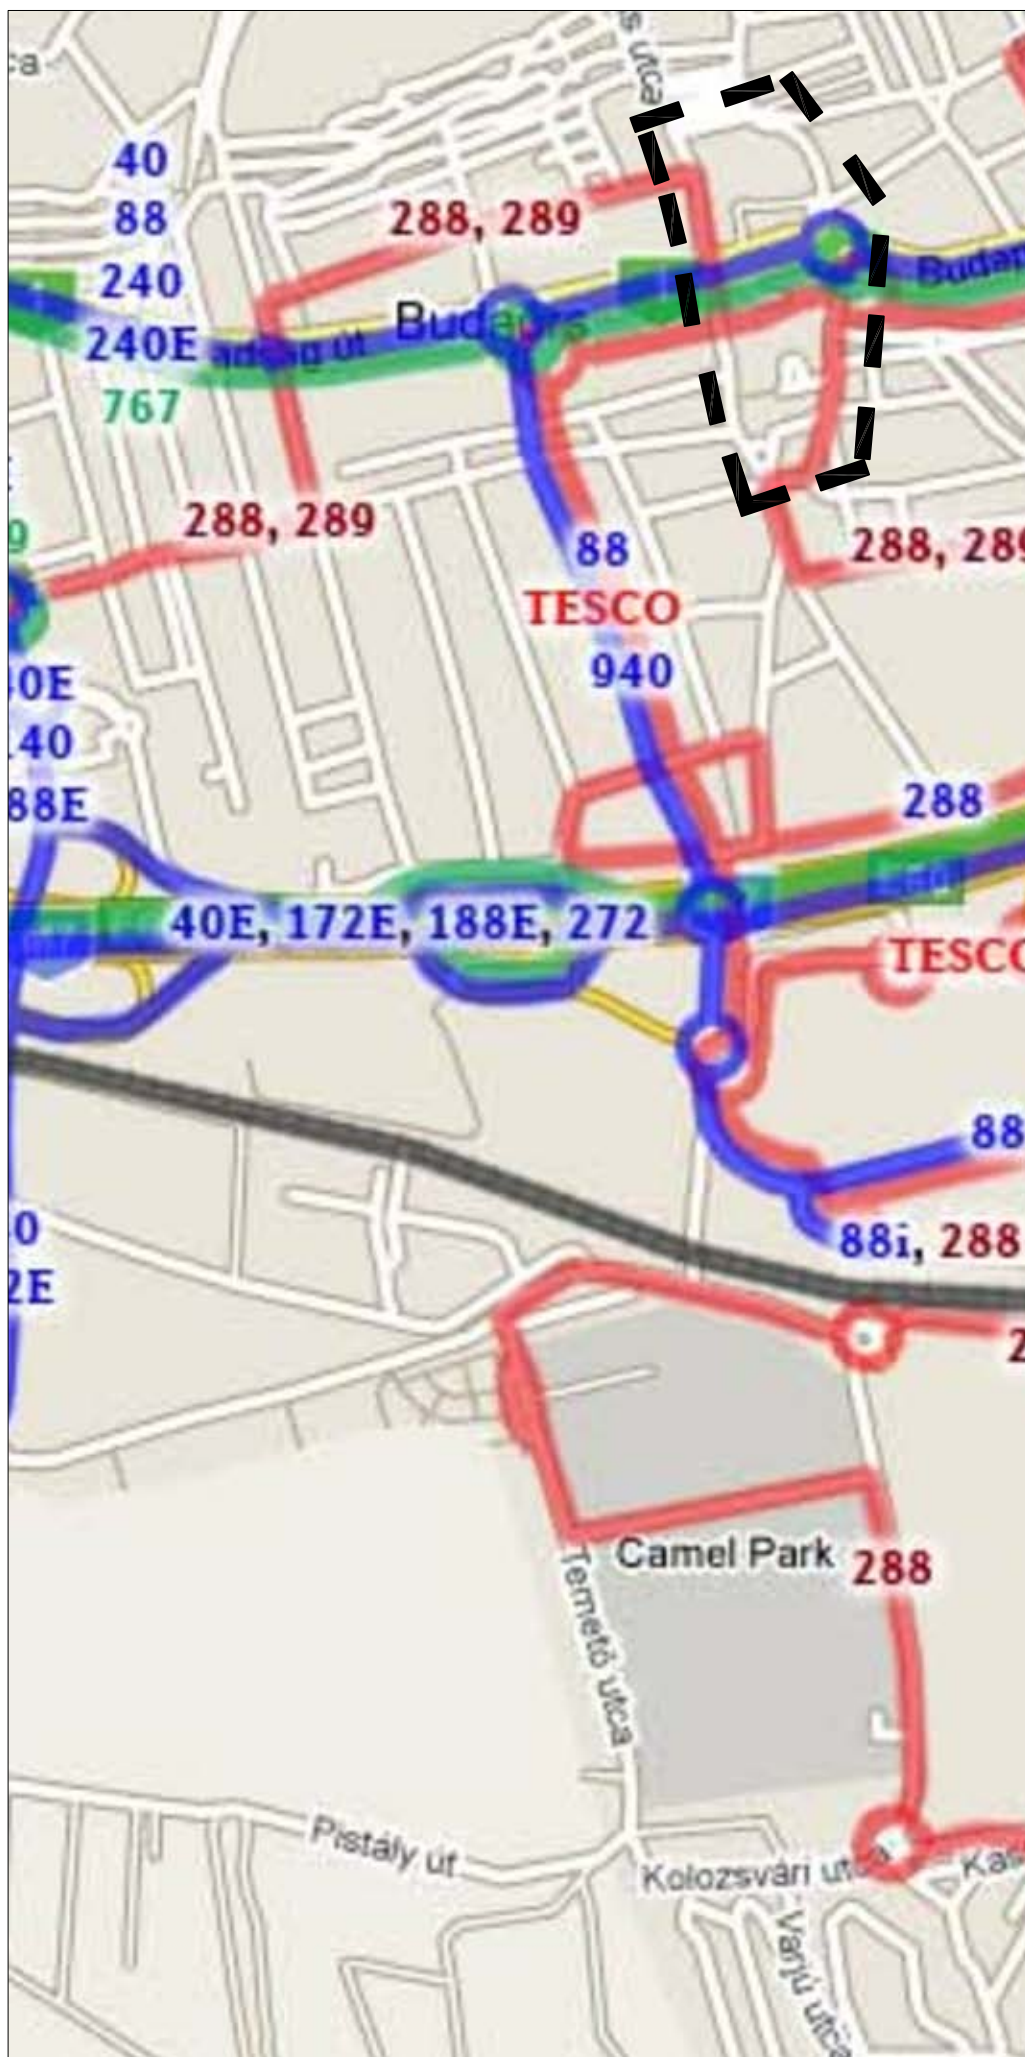 40
88
288, 289
240
240E
767
288, 289
288, 289
88
TESCO
940
288
40E, 172E, 188E, 272
TESCO
88
88i, 288
Camel Park
288
Temető utca
Pistály út
Kolozsvári utca
Varjú utca